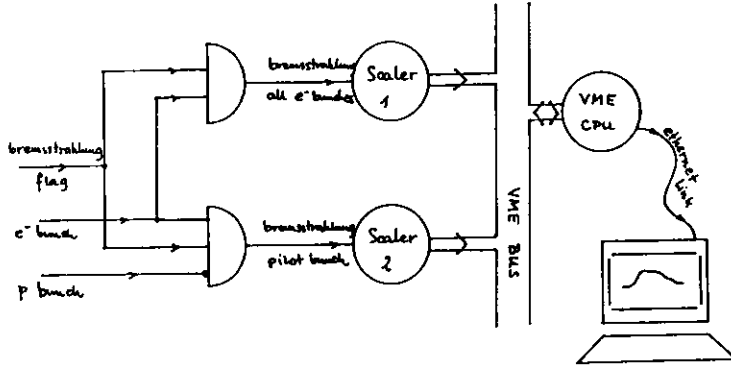 bremsstrahlung
all e⁻ bunches
Scaler
1
VME
CPU
ethernet
Link
bremsstrahlung
flag
e⁻ bunch
p bunch
bremsstrahlung
pilot bunch
Scaler
2
VME BUS